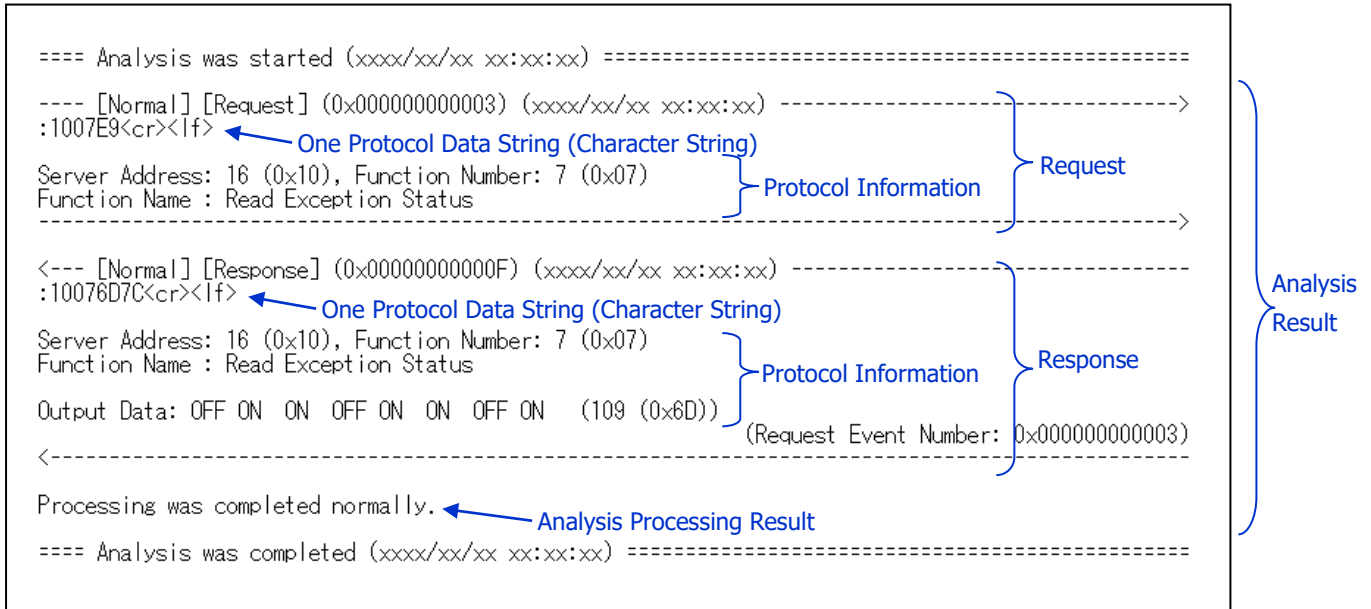 ==== Analysis was started (xxxx/xx/xx xx:xx:xx) ==================================================
---- [Normal] [Request] (0x000000000003) (xxxx/xx/xx xx:xx:xx) ---------------------------------->
:1007E9<cr><lf>
One Protocol Data String (Character String)
Server Address: 16 (0x10), Function Number: 7 (0x07)
Function Name : Read Exception Status
Protocol Information
Request
------------------------------------------------------------------------------------------------->
<--- [Normal] [Response] (0x00000000000F) (xxxx/xx/xx xx:xx:xx) ----------------------------------
:10076D7C<cr><lf>
One Protocol Data String (Character String)
Server Address: 16 (0x10), Function Number: 7 (0x07)
Function Name : Read Exception Status
Output Data: OFF ON  ON  OFF ON  ON  OFF ON   (109 (0x6D))
Protocol Information
Response
(Request Event Number: 0x000000000003)
<-------------------------------------------------------------------------------------------------
Processing was completed normally.
Analysis Processing Result
==== Analysis was completed (xxxx/xx/xx xx:xx:xx) ================================================
Analysis
Result